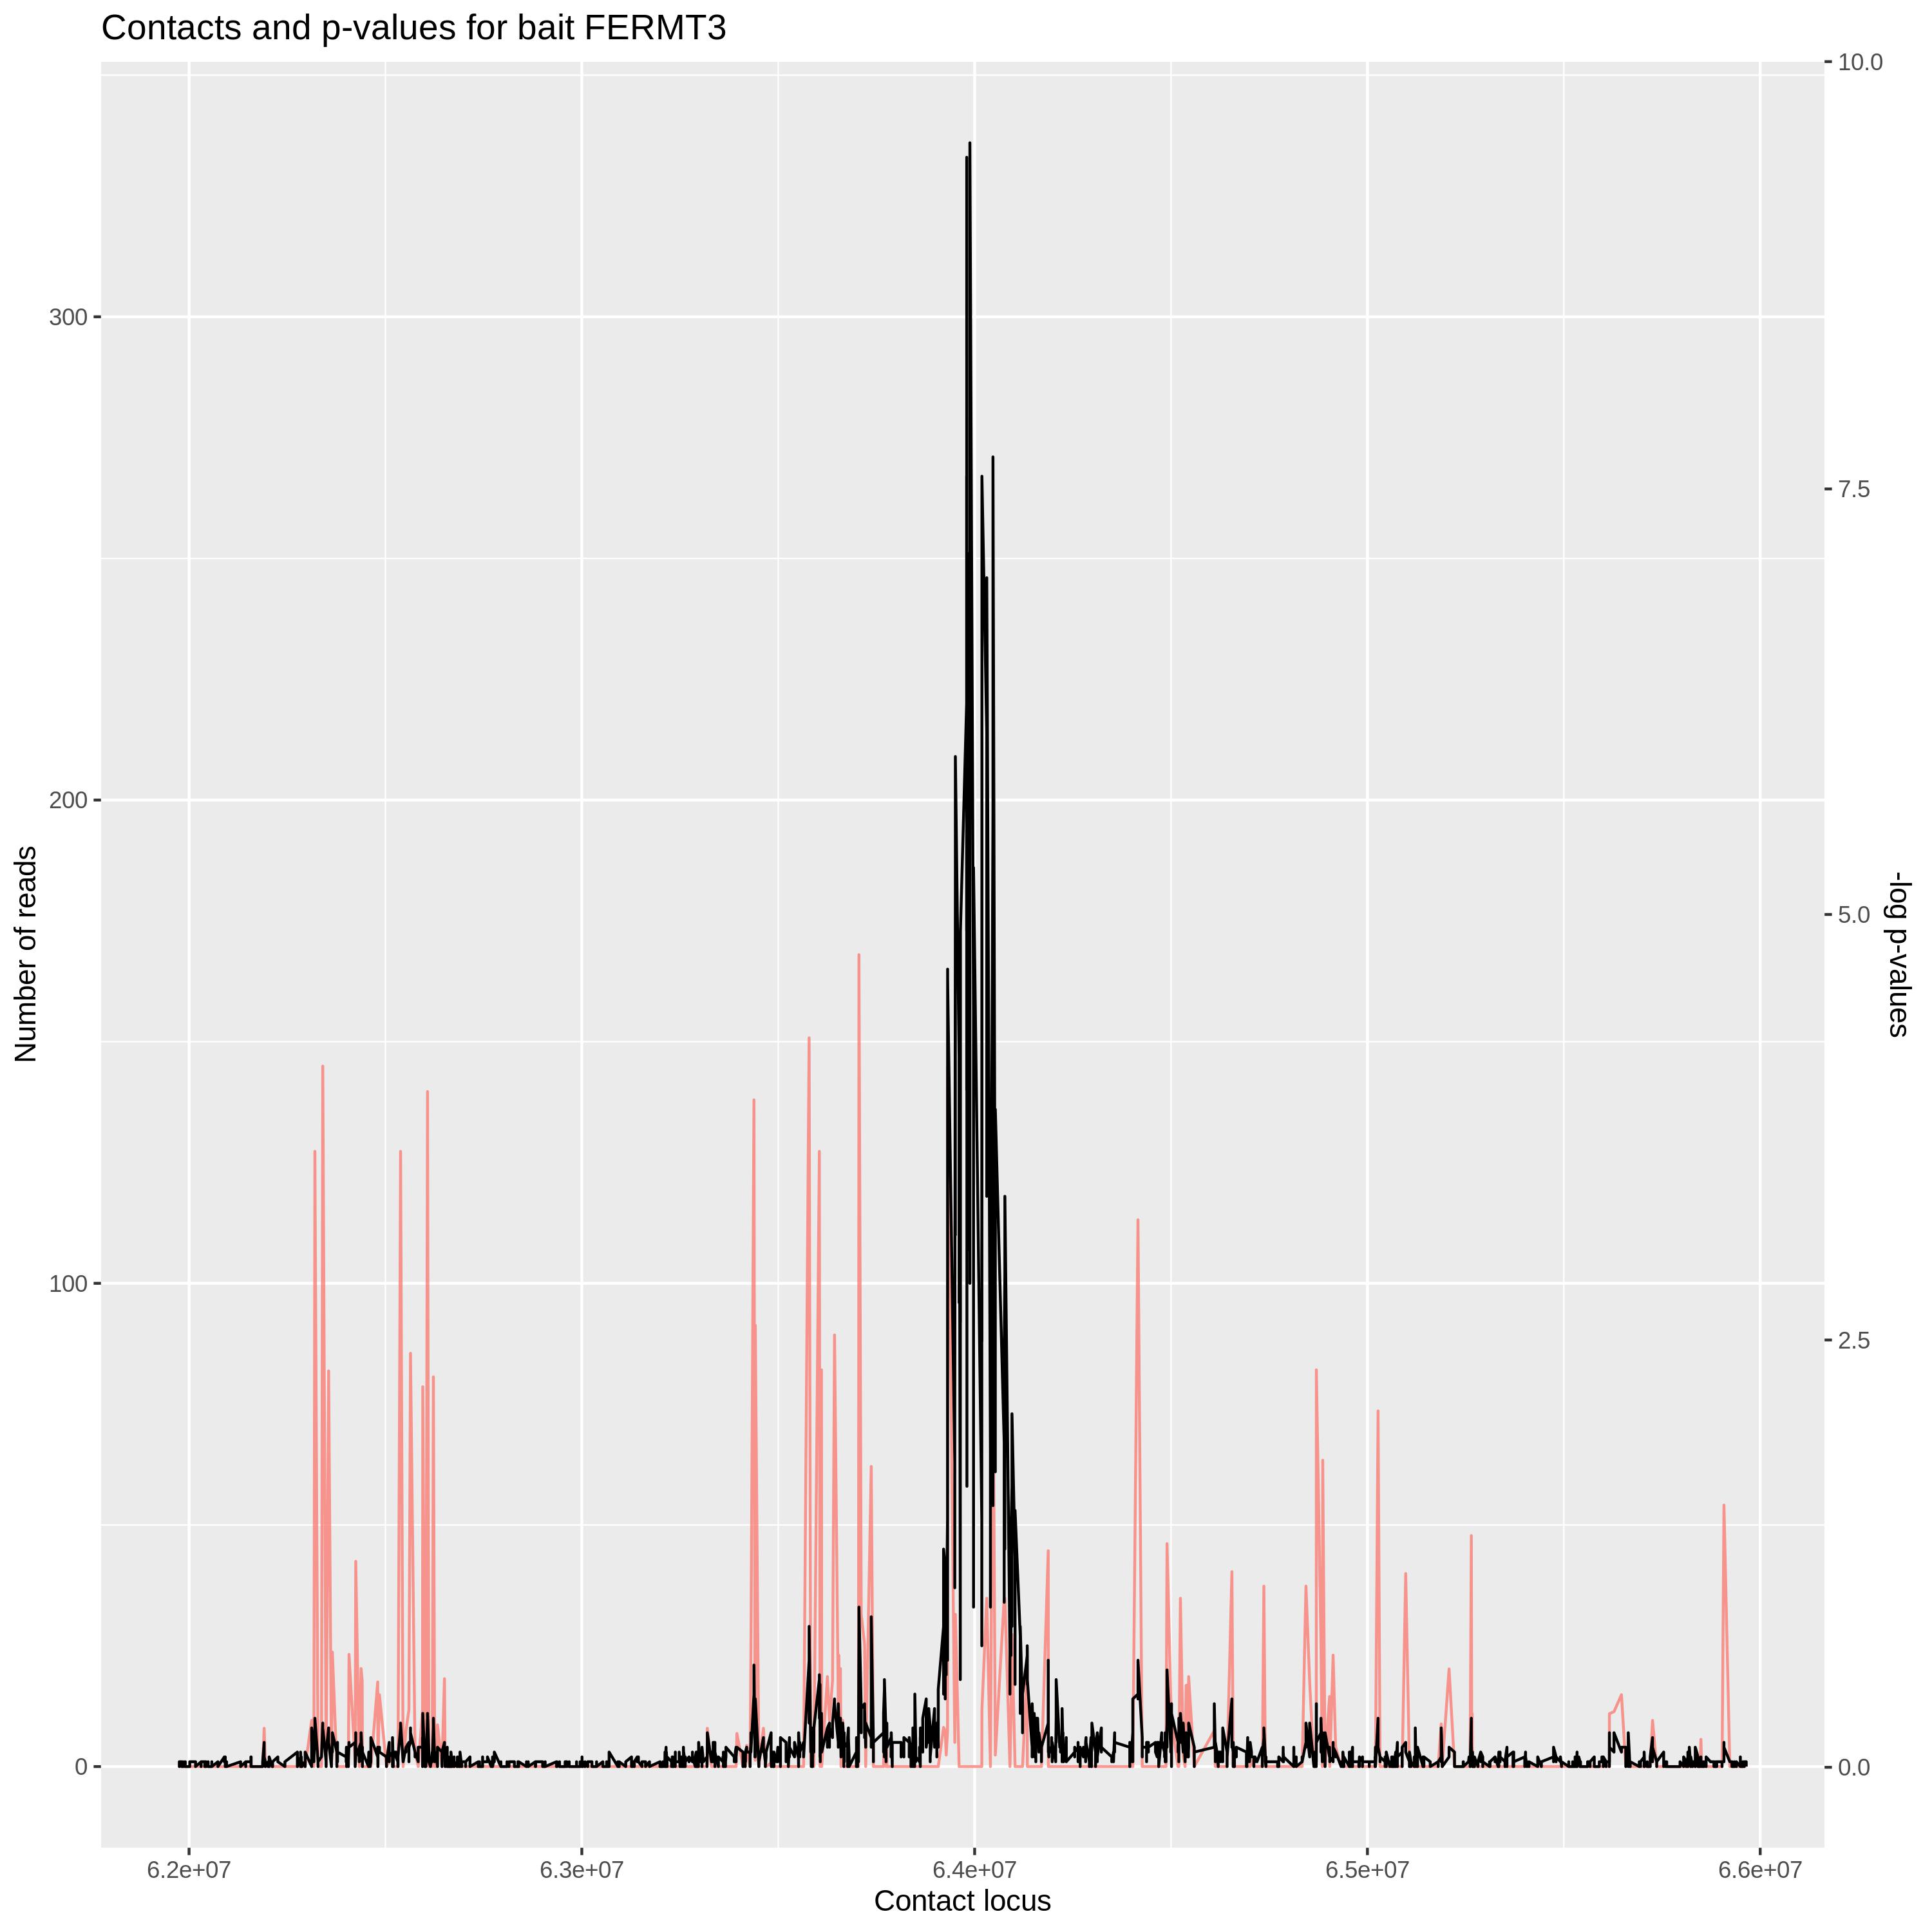 Contacts and p-values for bait FERMT3
10.0
300
7.5
200
5.0
Number of reads
-log p-values
100
2.5
0
0.0
6.2e+07 6.3e+07 6.4e+07 6.5e+07 6.6e+07
Contact locus